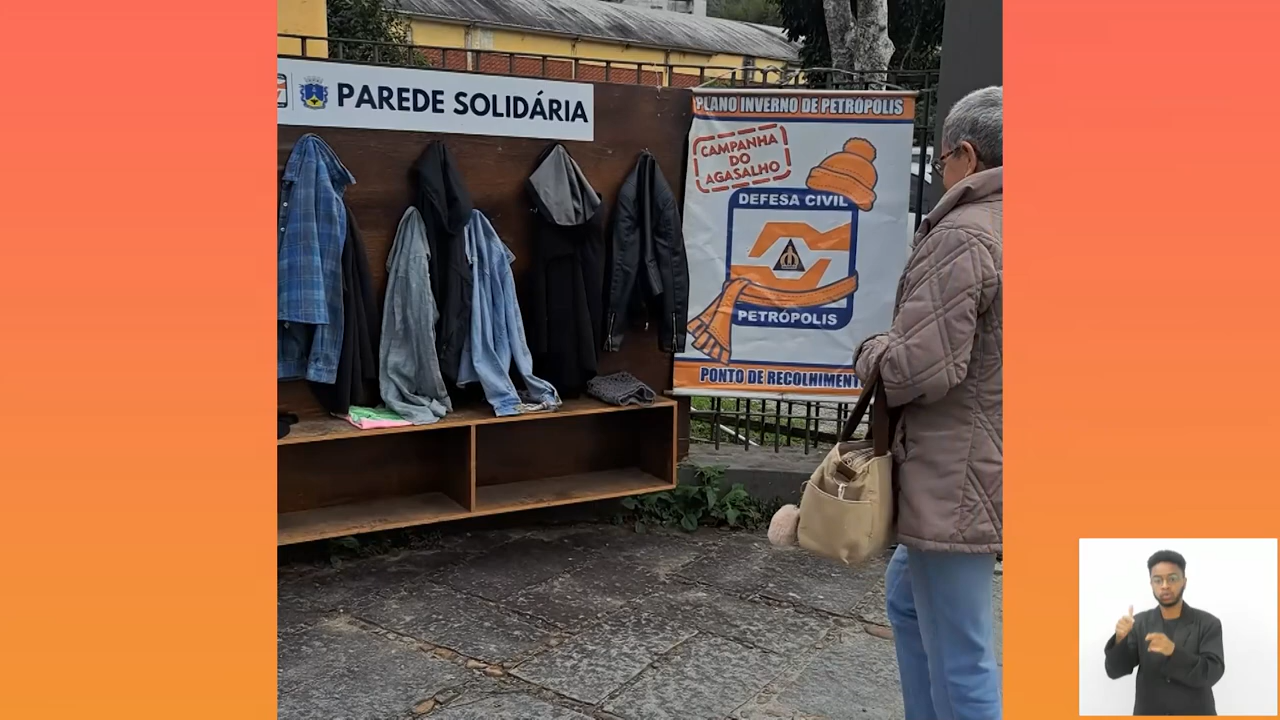 PAREDE SOLIDÁRIA
PLANO INVERNO DE PETRÓPOLIS
CAMPANHA
DO
AGASALHO
DEFESA CIVIL
PETRÓPOLIS
PONTO DE RECOLHIMENT